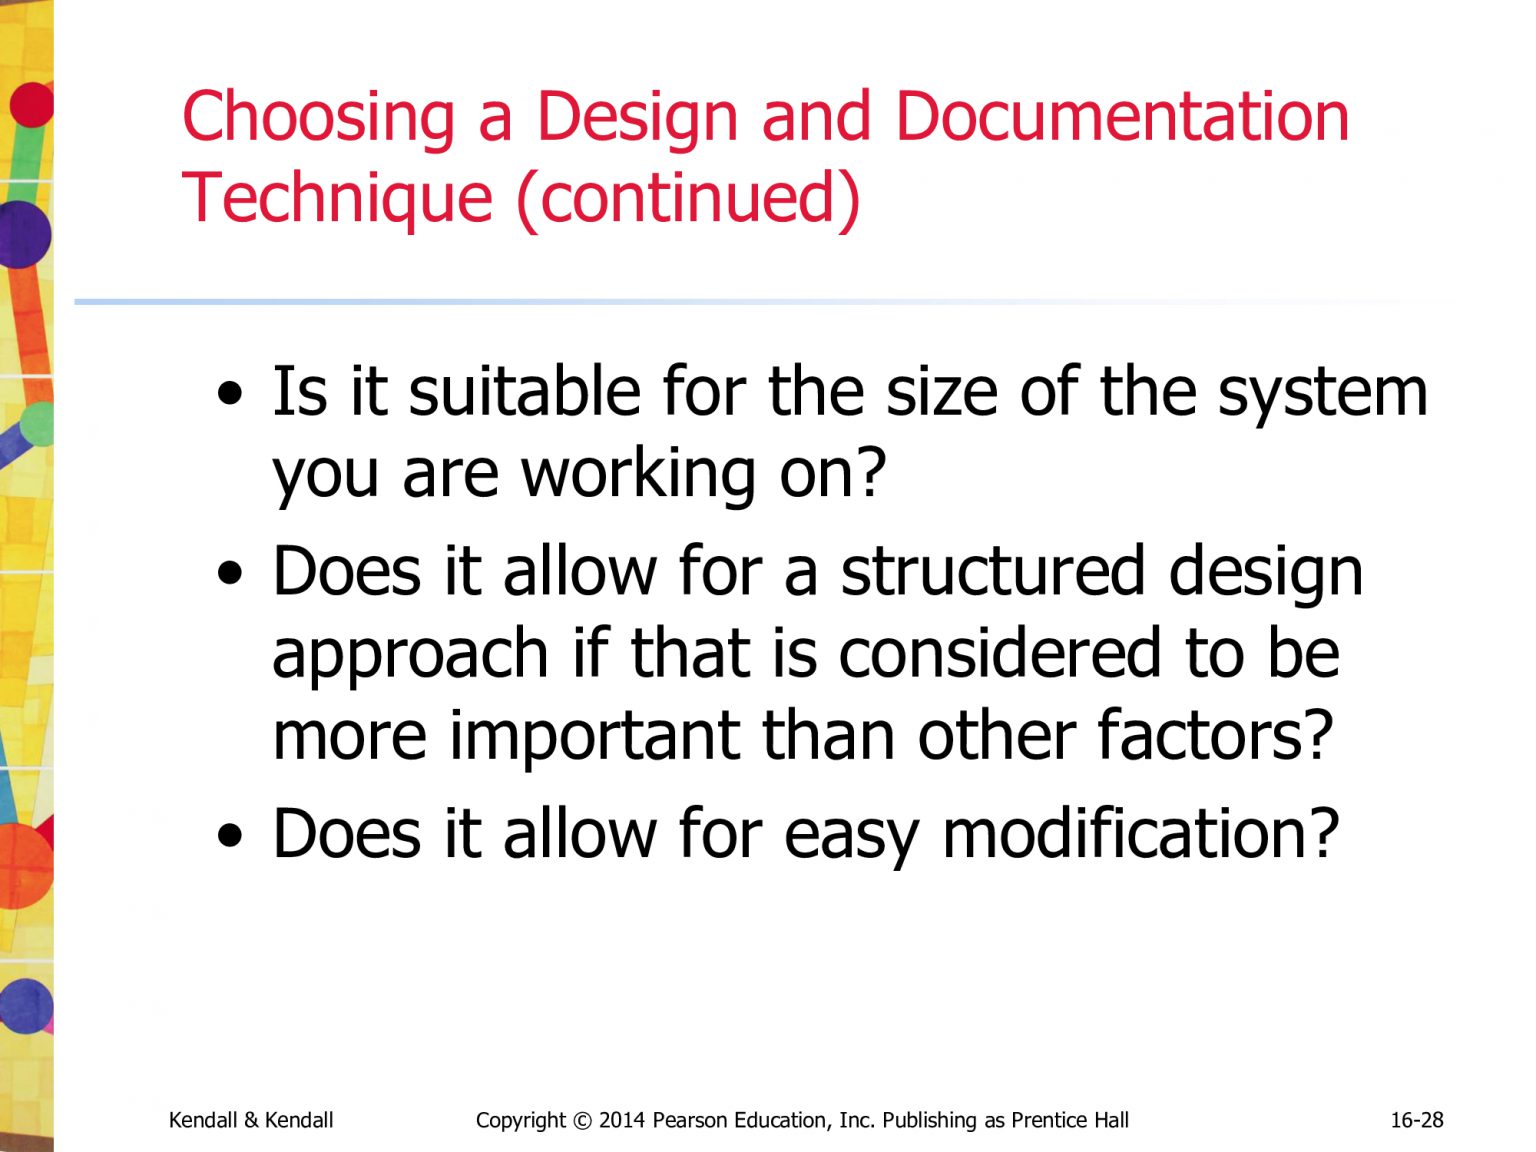 Choosing a Design and Documentation
Technique (continued)
• Is it suitable for the size of the system
you are working on?
• Does it allow for a structured design
approach if that is considered to be
more important than other factors?
• Does it allow for easy modification?
Kendall & Kendall
Copyright © 2014 Pearson Education, Inc. Publishing as Prentice Hall
16-28